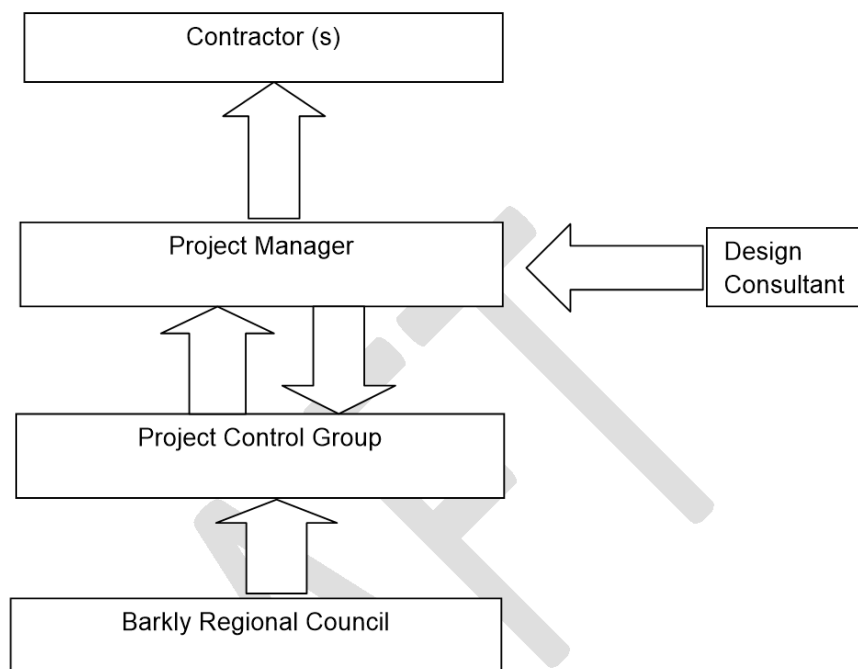 Contractor (s)
Project Manager
Design
Consultant
Project Control Group
Barkly Regional Council